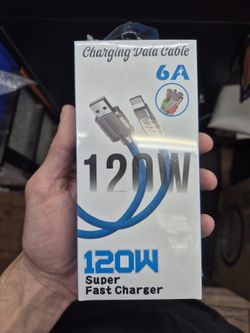 Charging Data Cable
6A
120W
120W
Super
Fast Charger